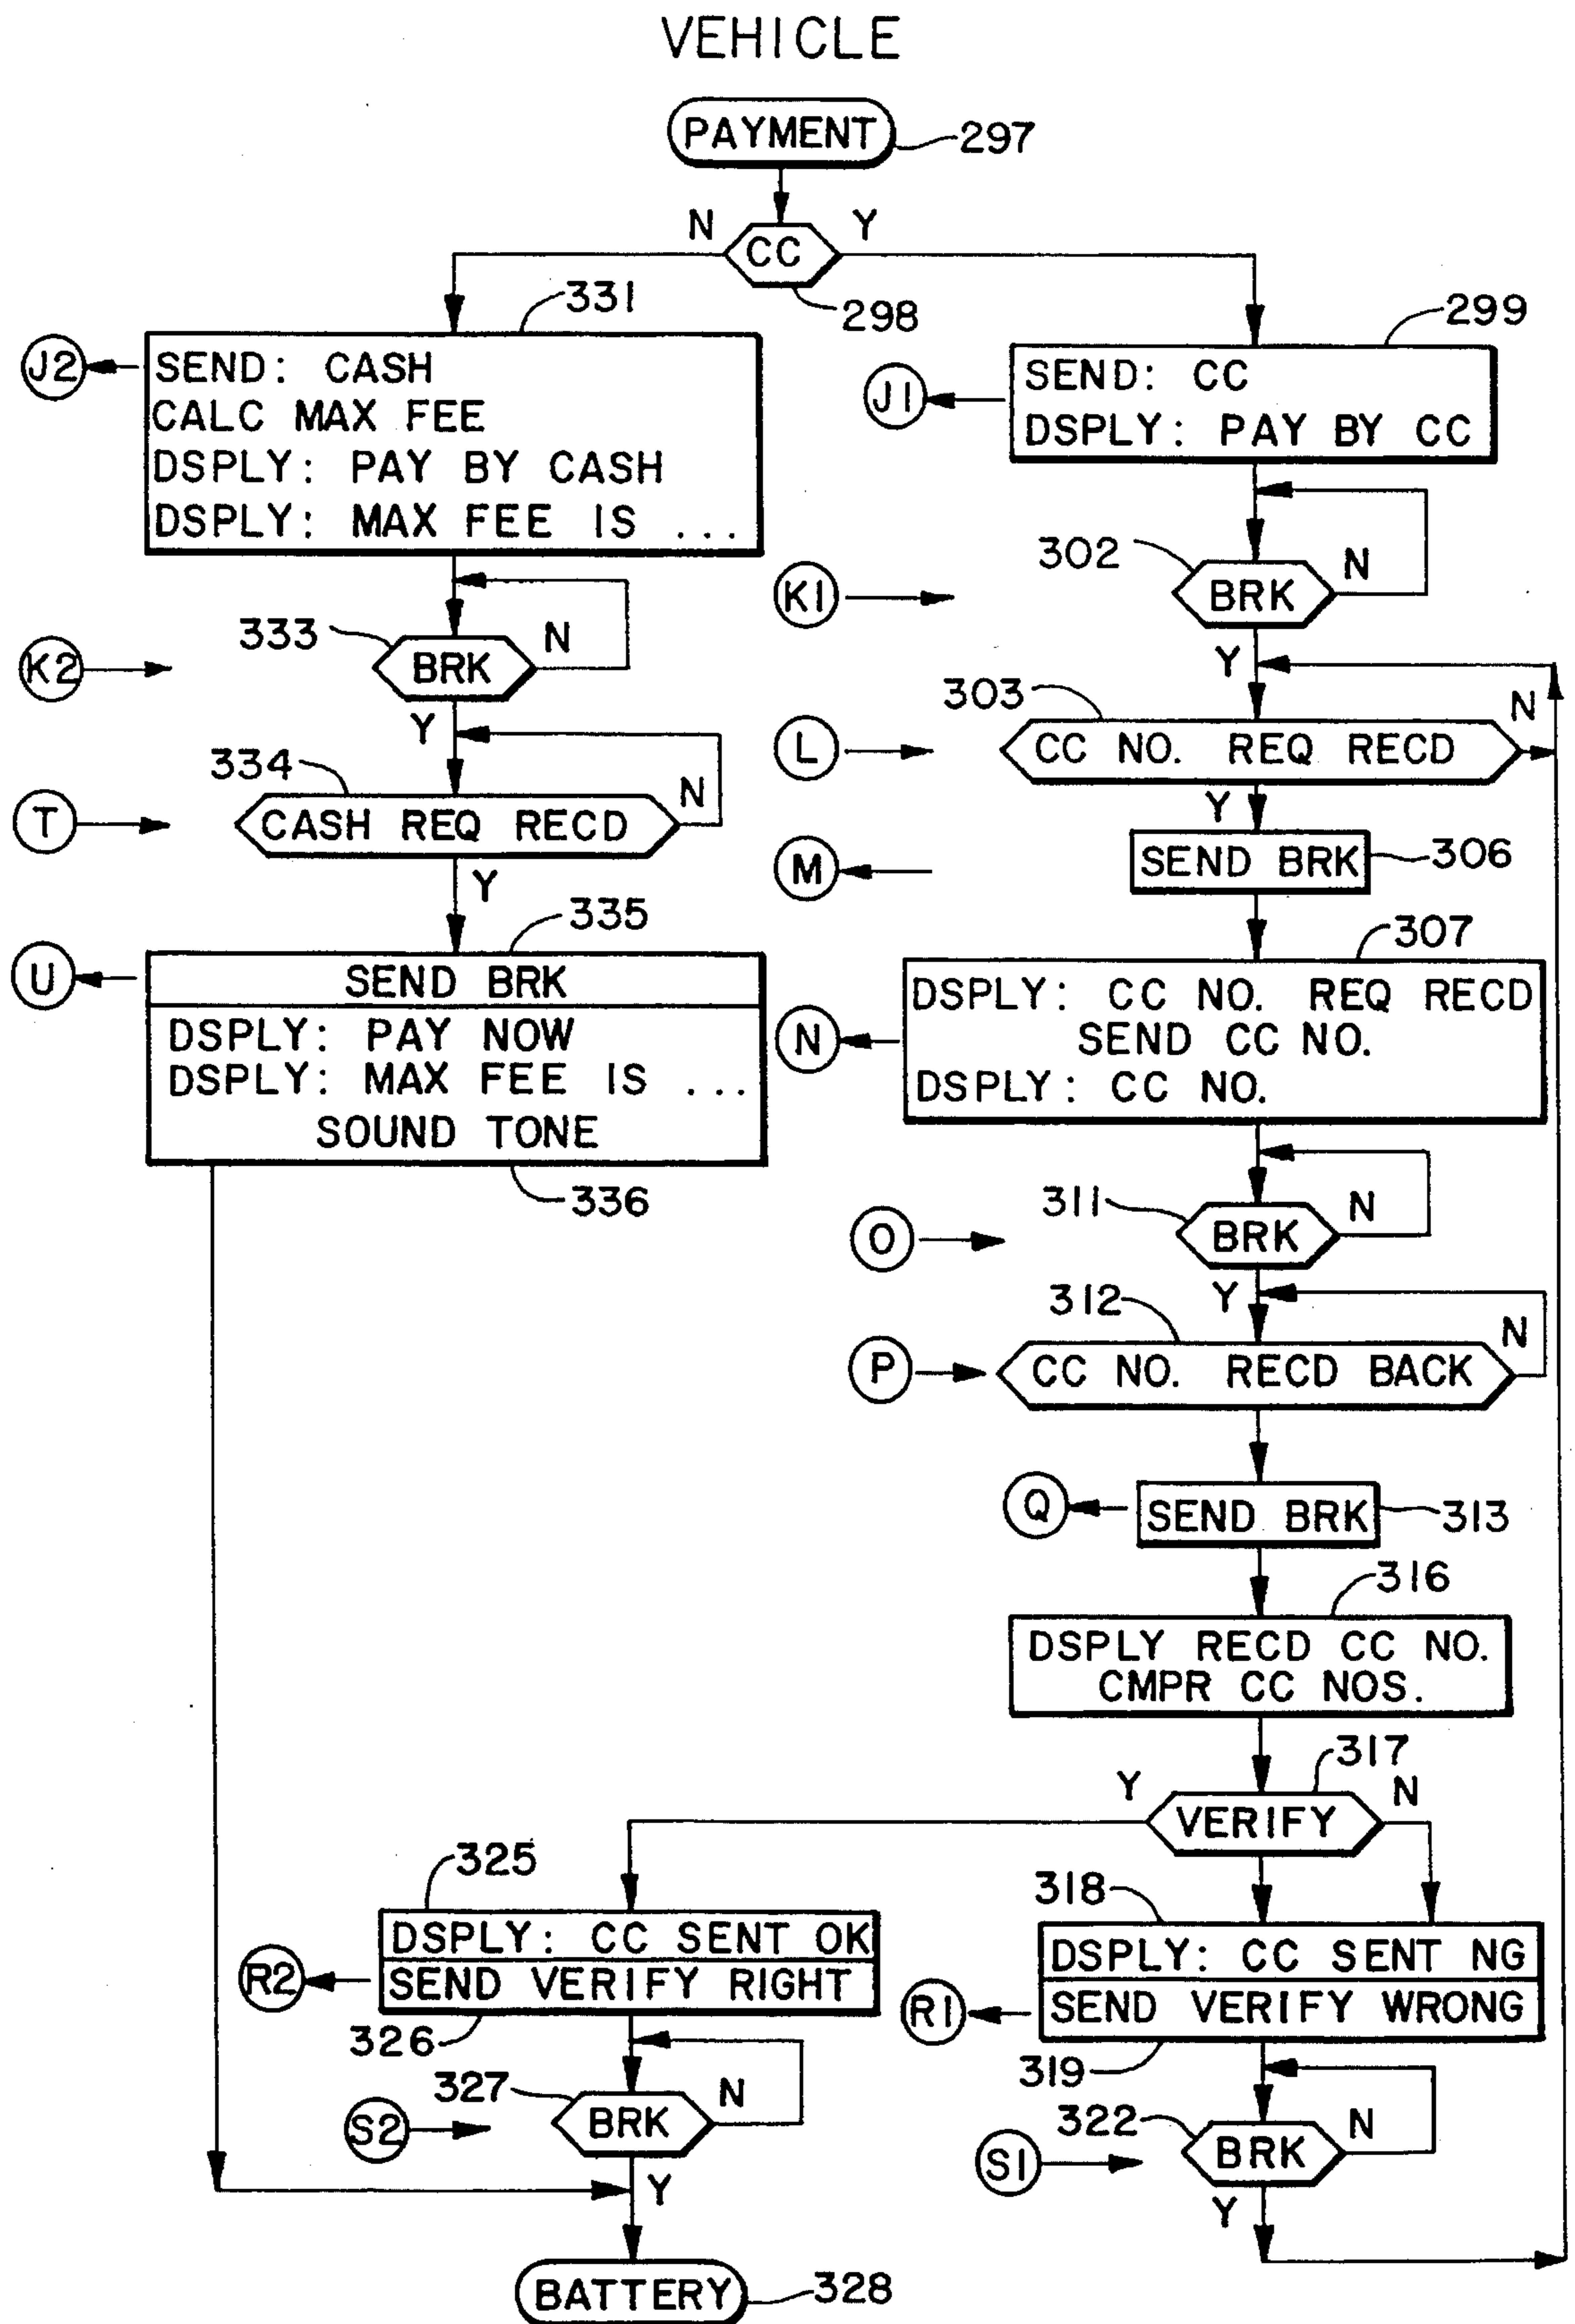 VEHICLE
PAYMENT
297
N
Y
CC
298
331
299
J2
SEND: CASH
CALC MAX FEE
DSPLY: PAY BY CASH
DSPLY: MAX FEE IS ...
J1
SEND: CC
DSPLY: PAY BY CC
302
BRK
N
K1
Y
333
BRK
N
K2
Y
303
CC NO. REQ RECD
N
L
Y
334
CASH REQ RECD
N
T
Y
SEND BRK
306
M
335
SEND BRK
U
DSPLY: PAY NOW
DSPLY: MAX FEE IS ...
SOUND TONE
336
307
DSPLY: CC NO. REQ RECD
SEND CC NO.
DSPLY: CC NO.
N
311
BRK
N
O
Y
312
CC NO. RECD BACK
N
P
Q
SEND BRK
313
316
DSPLY RECD CC NO.
CMPR CC NOS.
317
Y
VERIFY
N
325
DSPLY: CC SENT OK
SEND VERIFY RIGHT
R2
326
318
DSPLY: CC SENT NG
SEND VERIFY WRONG
R1
319
327
BRK
N
S2
Y
322
BRK
N
S1
Y
BATTERY
328